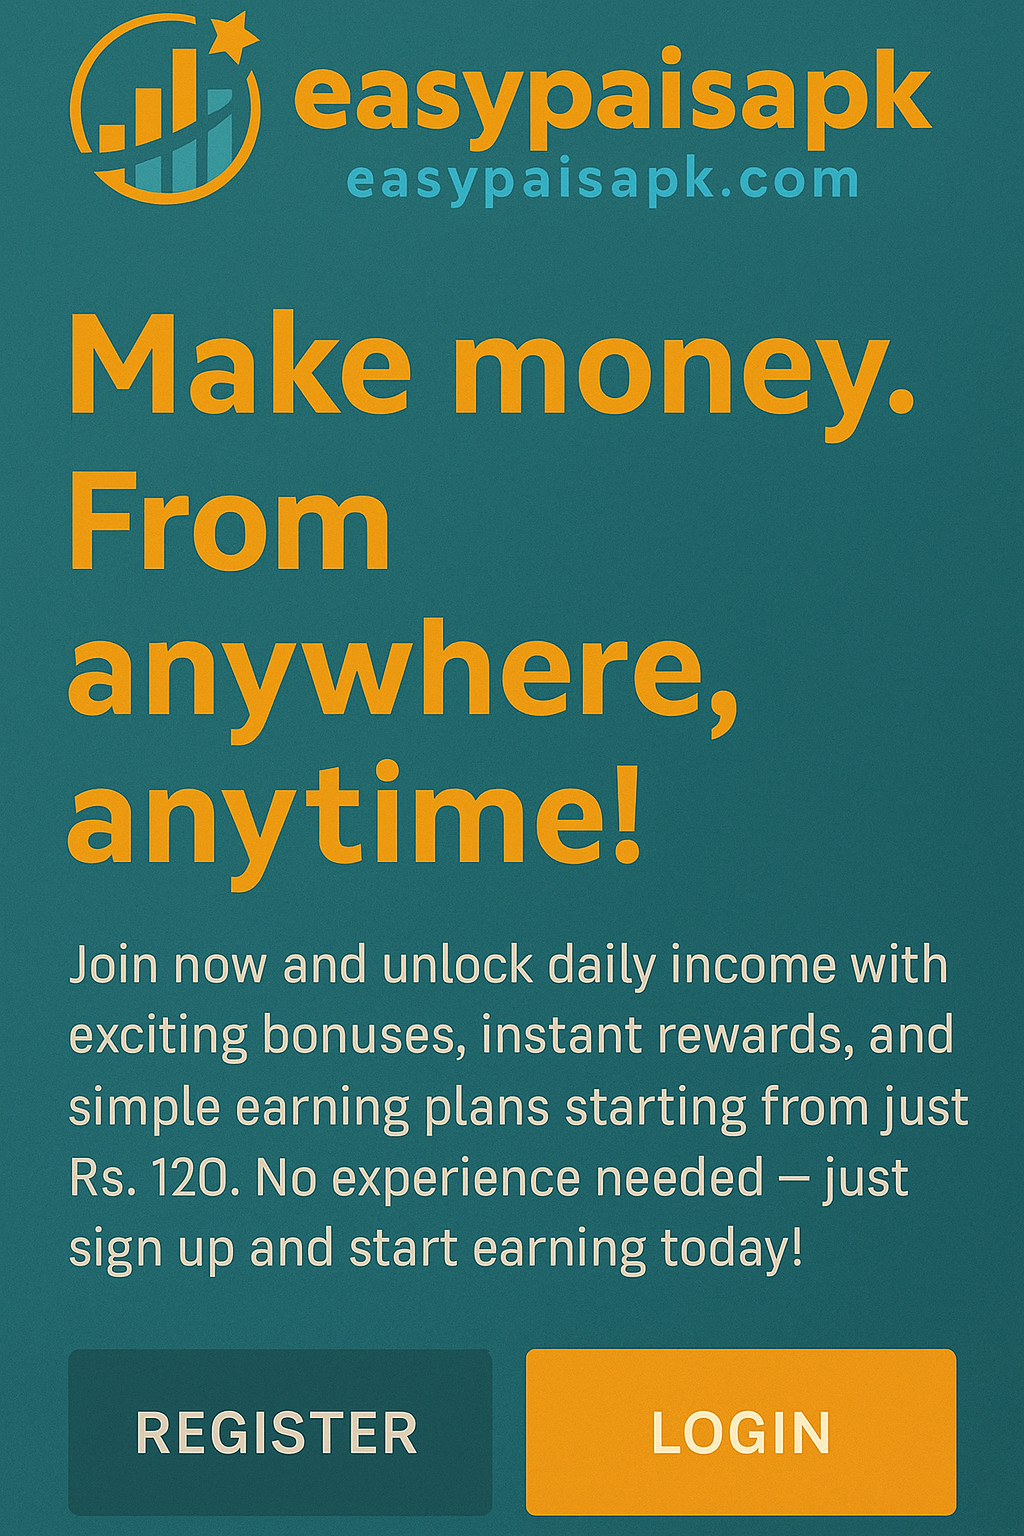 easypaisapk
easypaisapk.com
Make money.
From
anywhere,
anytime!
Join now and unlock daily income with
exciting bonuses, instant rewards, and
simple earning plans starting from just
Rs. 120. No experience needed – just
sign up and start earning today!
REGISTER
LOGIN